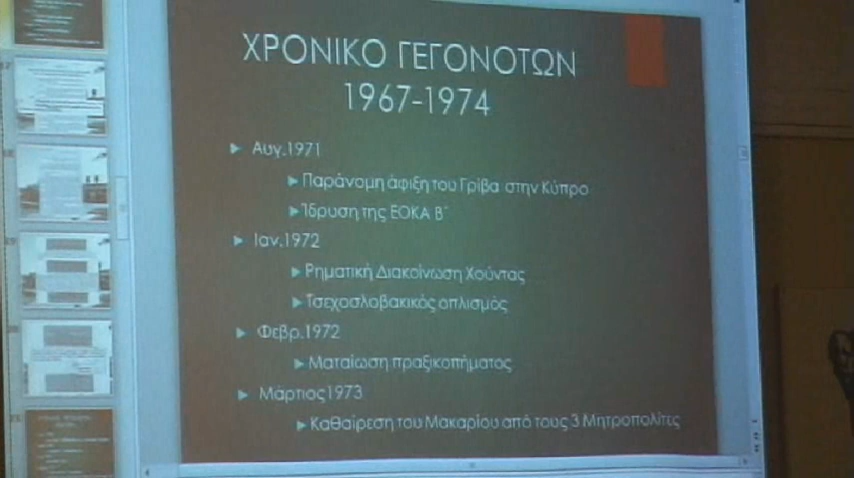 ΧΡΟΝΙΚΟ ΓΕΓΟΝΟΤΩΝ
1967-1974
Αυγ.1971
Παράνομη άφιξη του Γρίβα στην Κύπρο
Ίδρυση της ΕΟΚΑ Β΄
Ιαν.1972
Ρηματική Διακοίνωση Χούντας
Τσεχοσλοβακικός οπλισμός
Φεβρ.1972
Ματαίωση πραξικοπήματος
Μάρτιος1973
Καθαίρεση του Μακαρίου από τους 3 Μητροπολίτες